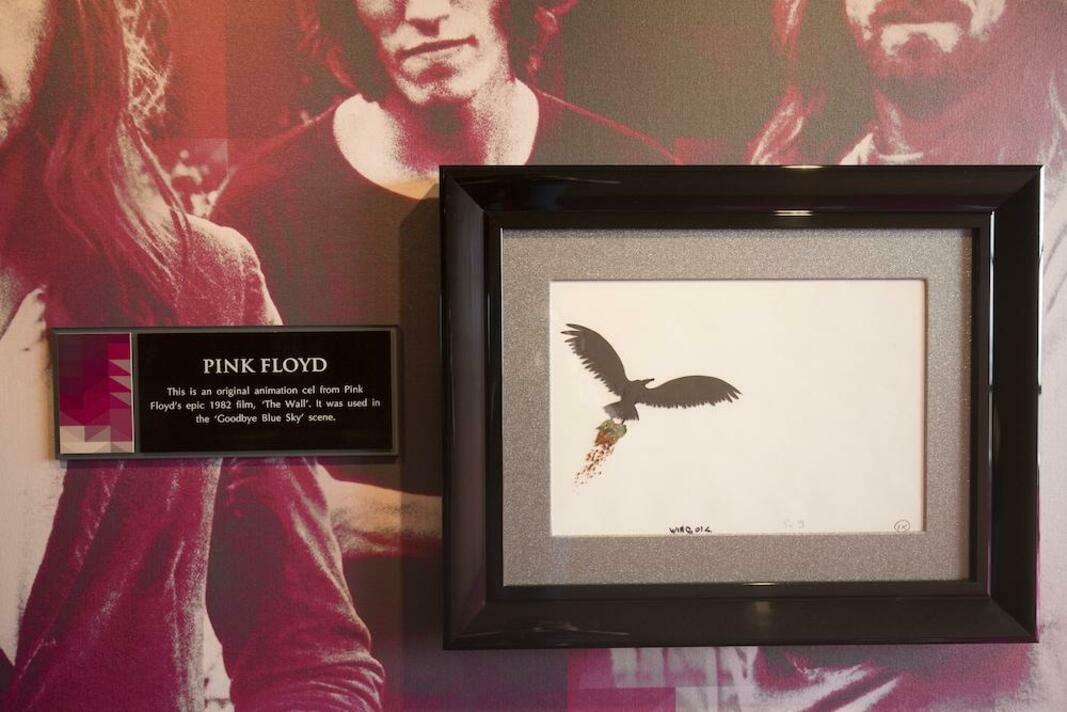 PINK FLOYD
This is an original animation cel from Pink
Floyd's epic 1982 film, 'The Wall'. It was used in
the 'Goodbye Blue Sky' scene.